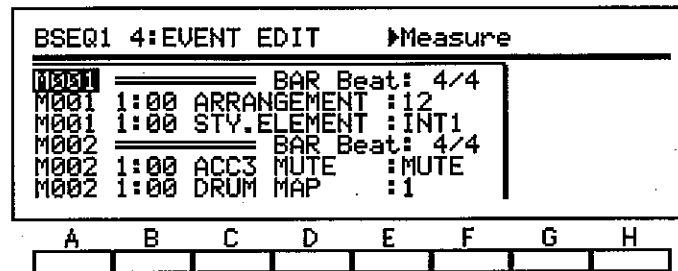 BSEQ1 4:EVENT EDIT ▶Measure
M001 ════════ BAR Beat: 4/4
M001 1:00 ARRANGEMENT :12
M001 1:00 STY.ELEMENT :INT1
M002 ════════ BAR Beat: 4/4
M002 1:00 ACC3 MUTE :MUTE
M002 1:00 DRUM MAP :1
A B C D E F G H